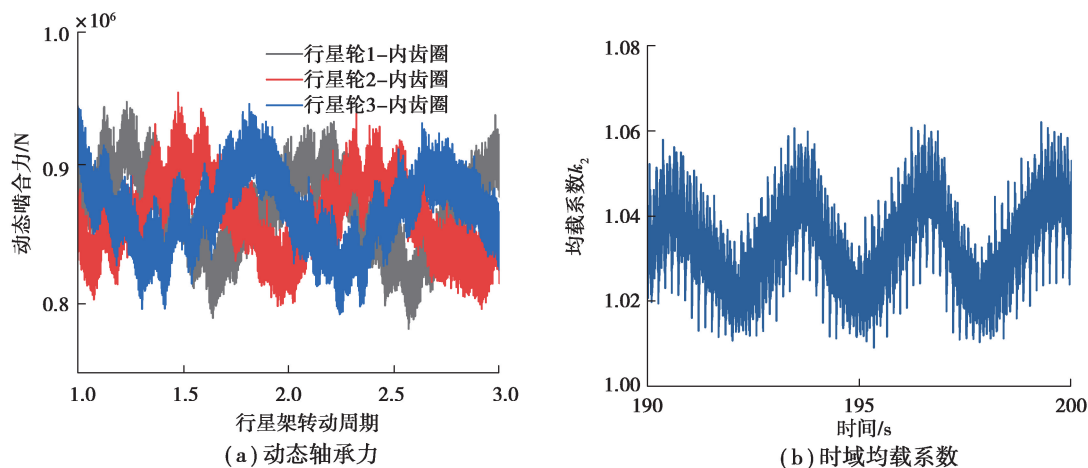 ×10⁶
1.0
0.9
0.8
动态啮合力/N
行星轮1-内齿圈
行星轮2-内齿圈
行星轮3-内齿圈
1.0 1.5 2.0 2.5 3.0
行星架转动周期
(a)动态轴承力
1.08
1.06
1.04
1.02
1.00
均载系数k₂
190 195 200
时间/s
(b)时域均载系数